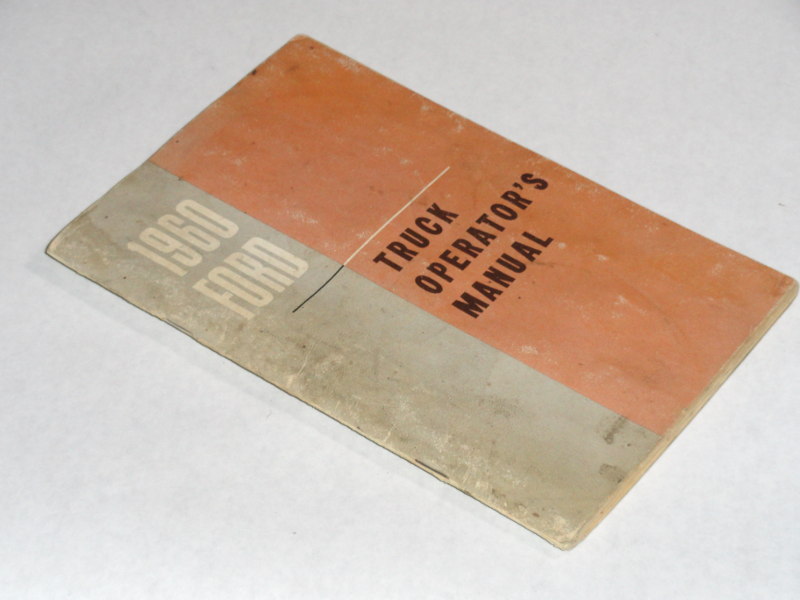 1960
FORD
TRUCK
OPERATOR'S
MANUAL